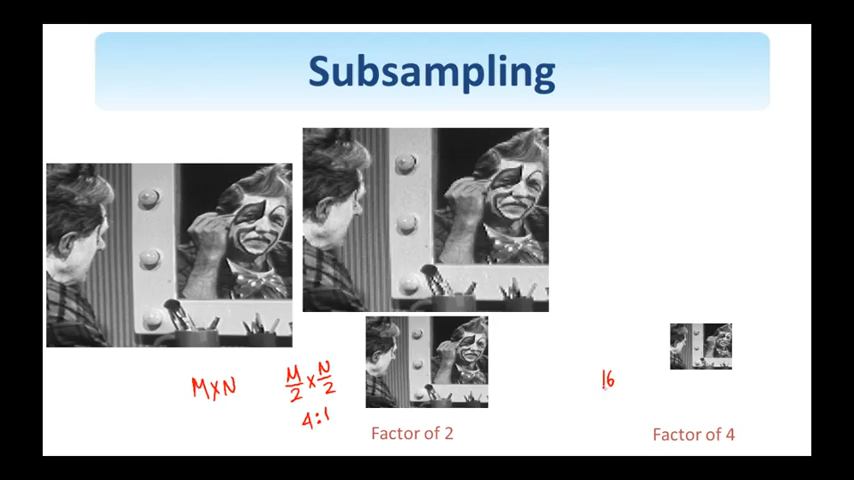 Subsampling
M×N
M/2 × N/2
4:1
16
Factor of 2
Factor of 4